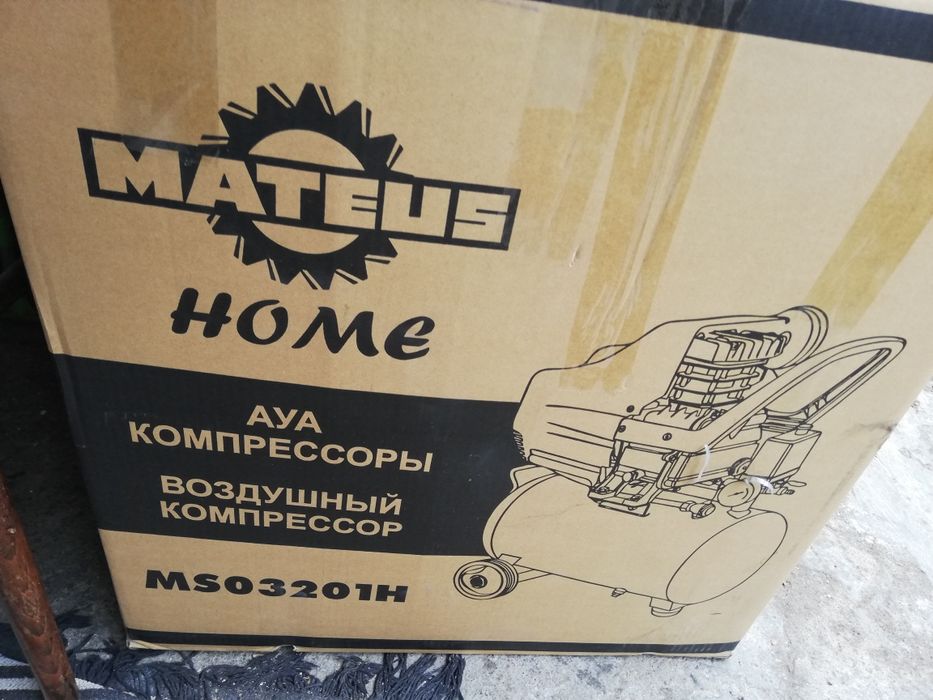 MATEUS
HOME
АУА
КОМПРЕССОРЫ
ВОЗДУШНЫЙ
КОМПРЕССОР
MS03201H